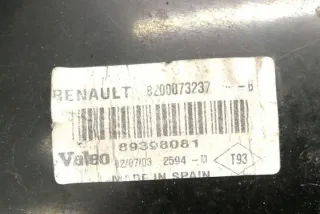 RENAULT 8200073237 --B
89398081
Valeo 02/07/03 2594 -M T93
MADE IN SPAIN